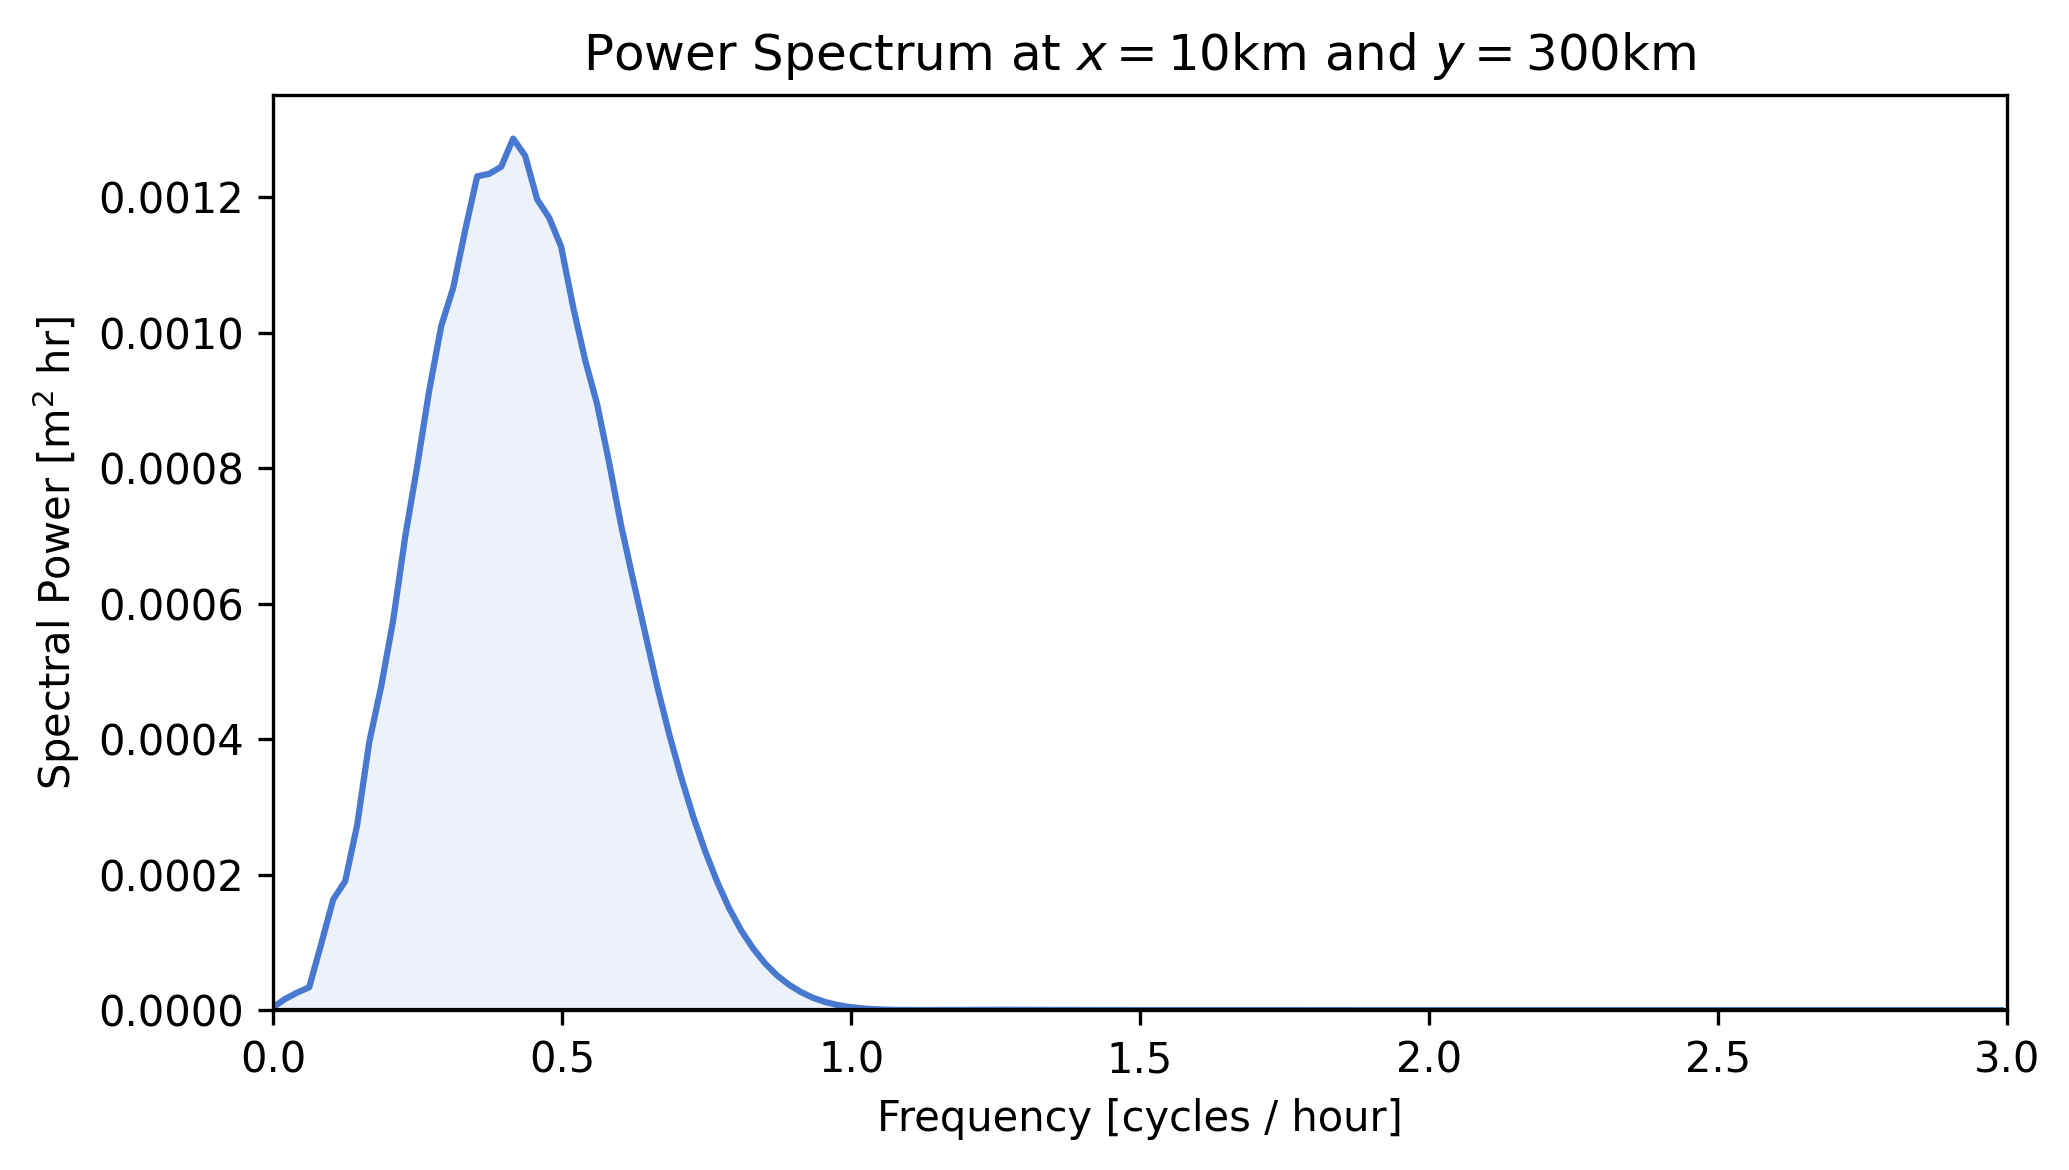 Power Spectrum at x = 10km and y = 300km
Spectral Power [m² hr]
0.0012
0.0010
0.0008
0.0006
0.0004
0.0002
0.0000
0.0 0.5 1.0 1.5 2.0 2.5 3.0
Frequency [cycles / hour]